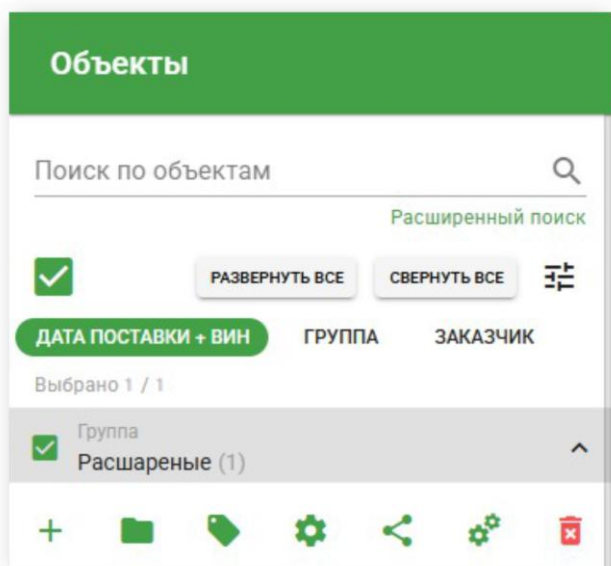 Объекты
Поиск по объектам
Расширенный поиск
РАЗВЕРНУТЬ ВСЕ СВЕРНУТЬ ВСЕ
ДАТА ПОСТАВКИ + ВИН ГРУППА ЗАКАЗЧИК
Выбрано 1 / 1
Группа
Расшареные (1)